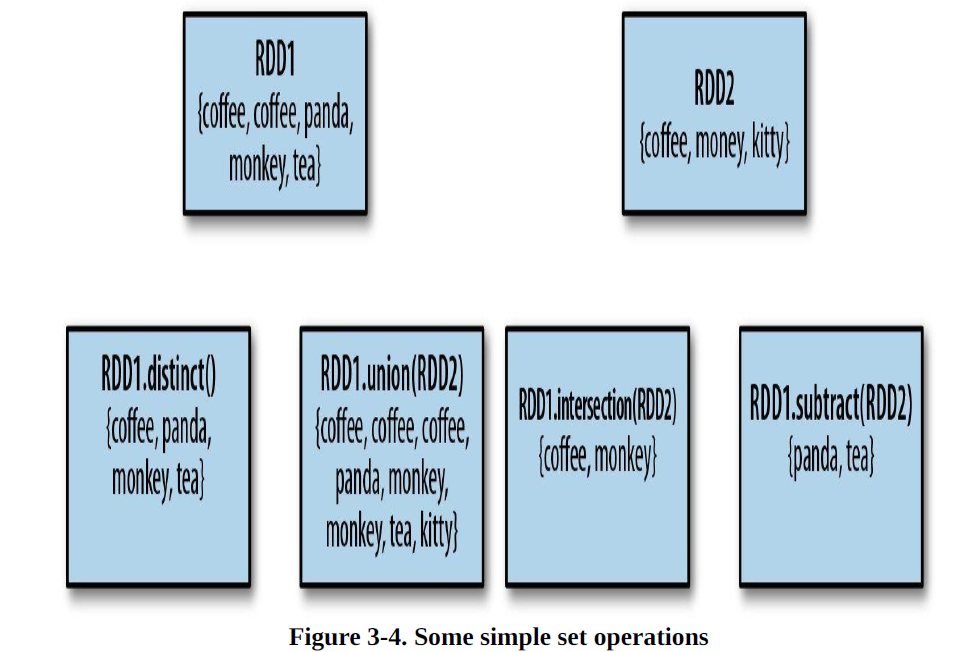 RDD1
{coffee, coffee, panda,
monkey, tea}
RDD2
{coffee, money, kitty}
RDD1.distinct()
{coffee, panda,
monkey, tea}
RDD1.union(RDD2)
{coffee, coffee, coffee,
panda, monkey,
monkey, tea, kitty}
RDD1.intersection(RDD2)
{coffee, monkey}
RDD1.subtract(RDD2)
{panda, tea}
Figure 3-4. Some simple set operations